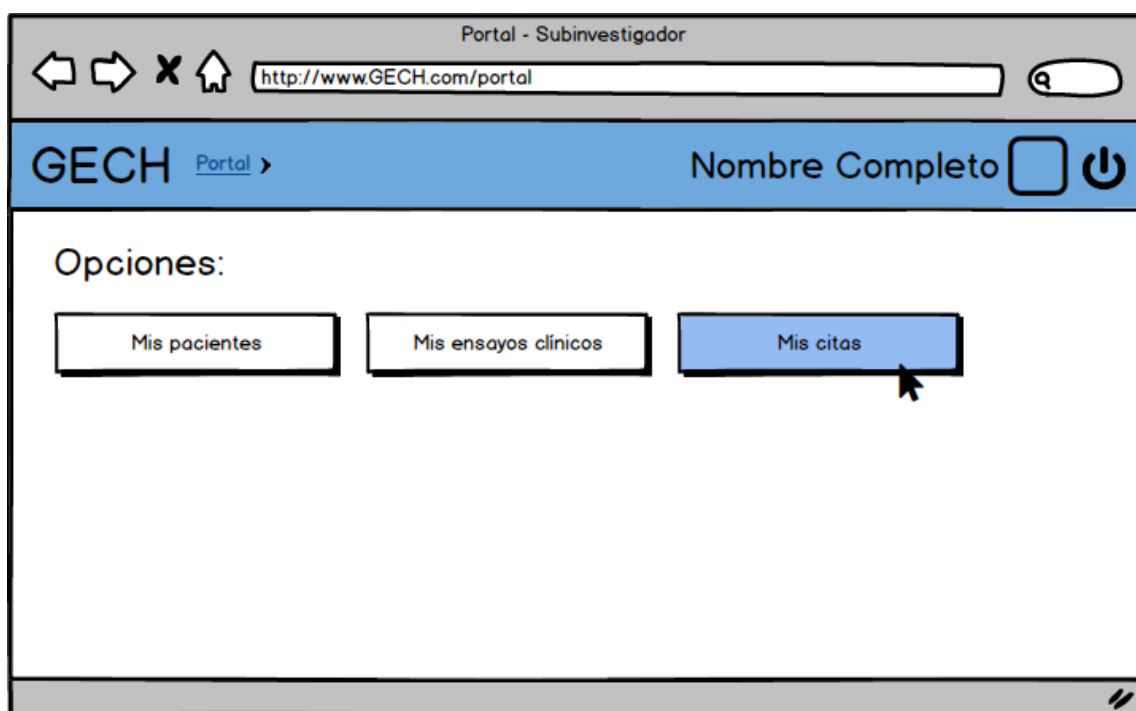 Portal - Subinvestigador
http://www.GECH.com/portal
GECH Portal > Nombre Completo
Opciones:
Mis pacientes Mis ensayos clínicos Mis citas